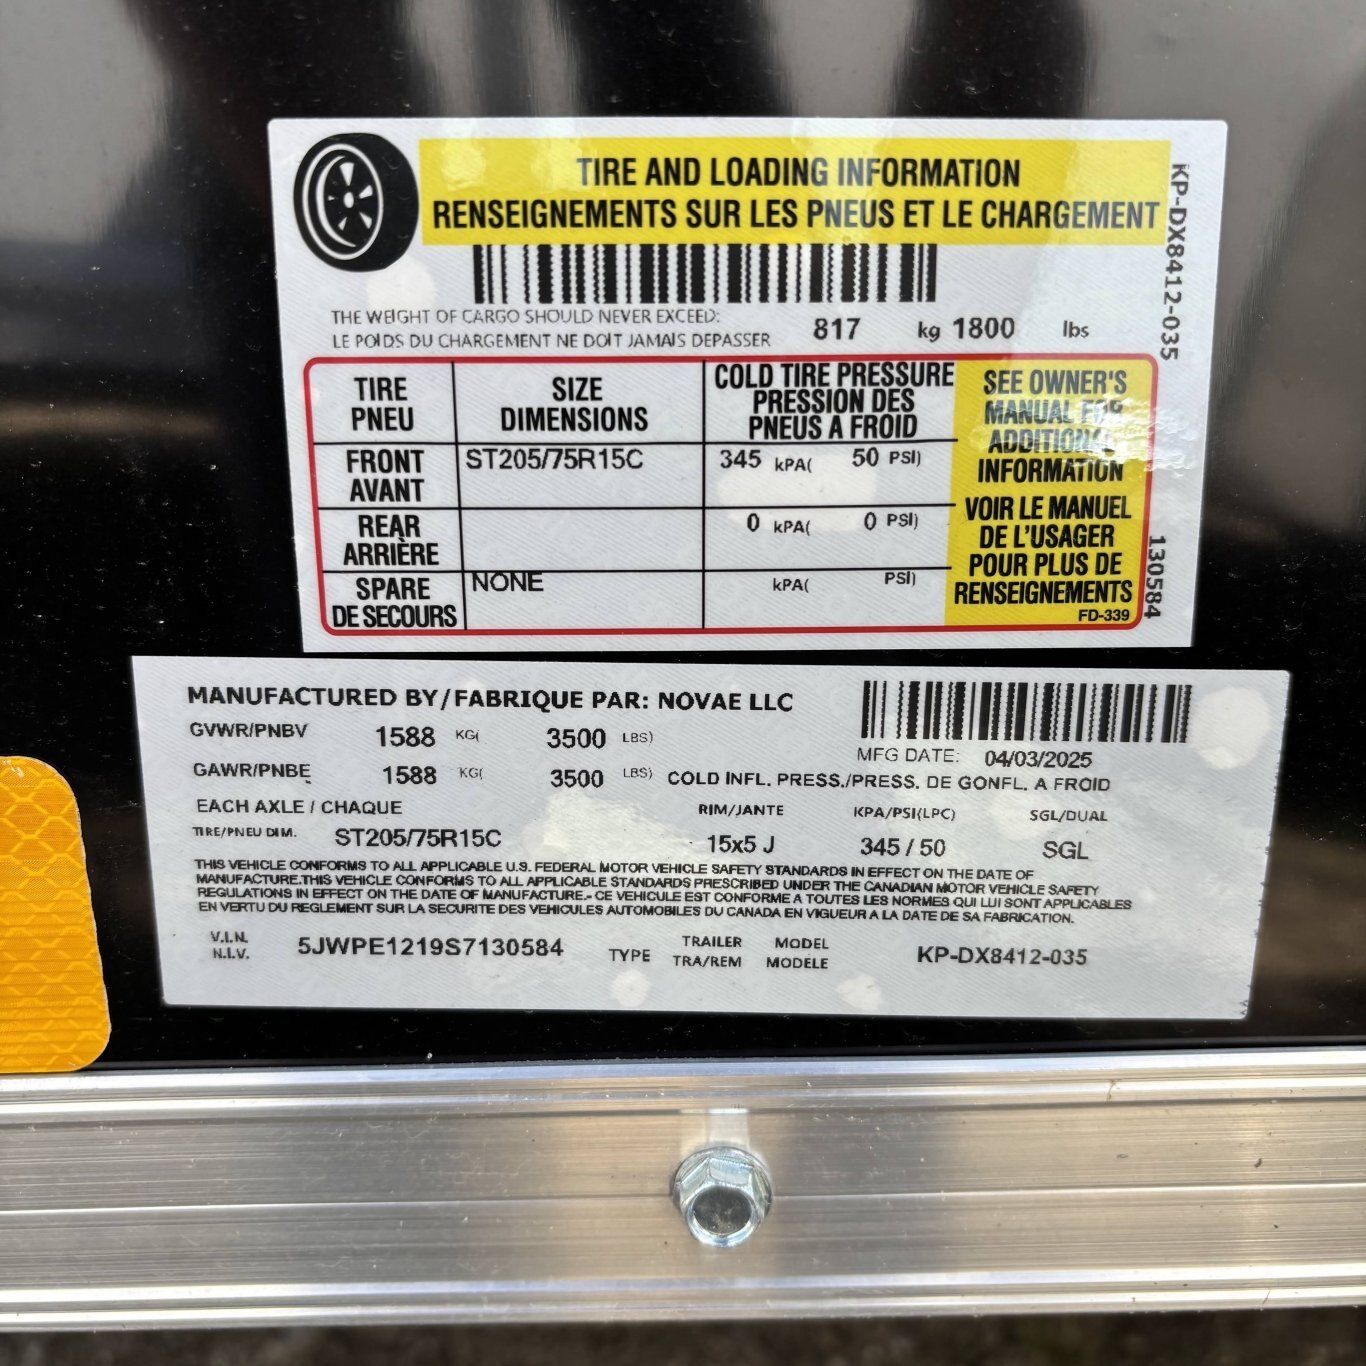 TIRE AND LOADING INFORMATION
RENSEIGNEMENTS SUR LES PNEUS ET LE CHARGEMENT
KP-DX8412-035
THE WEIGHT OF CARGO SHOULD NEVER EXCEED:
LE POIDS DU CHARGEMENT NE DOIT JAMAIS DEPASSER 817 kg 1800 lbs
TIRE PNEU
SIZE DIMENSIONS
COLD TIRE PRESSURE
PRESSION DES
PNEUS A FROID
FRONT AVANT ST205/75R15C 345 kPA( 50 PSI)
REAR ARRIÈRE 0 kPA( 0 PSI)
SPARE DE SECOURS NONE kPA( PSI)
SEE OWNER'S
MANUAL FOR
ADDITIONAL
INFORMATION
VOIR LE MANUEL
DE L'USAGER
POUR PLUS DE
RENSEIGNEMENTS
FD-339
130584
MANUFACTURED BY/FABRIQUE PAR: NOVAE LLC
GVWR/PNBV 1588 KG( 3500 LBS)
MFG DATE: 04/03/2025
GAWR/PNBE 1588 KG( 3500 LBS) COLD INFL. PRESS./PRESS. DE GONFL. A FROID
EACH AXLE / CHAQUE RIM/JANTE KPA/PSI(LPC) SGL/DUAL
TIRE/PNEU DIM. ST205/75R15C 15x5 J 345 / 50 SGL
THIS VEHICLE CONFORMS TO ALL APPLICABLE U.S. FEDERAL MOTOR VEHICLE SAFETY STANDARDS IN EFFECT ON THE DATE OF
MANUFACTURE.THIS VEHICLE CONFORMS TO ALL APPLICABLE STANDARDS PRESCRIBED UNDER THE CANADIAN MOTOR VEHICLE SAFETY
REGULATIONS IN EFFECT ON THE DATE OF MANUFACTURE.- CE VEHICULE EST CONFORME A TOUTES LES NORMES QUI LUI SONT APPLICABLES
EN VERTU DU REGLEMENT SUR LA SECURITE DES VEHICULES AUTOMOBILES DU CANADA EN VIGUEUR A LA DATE DE SA FABRICATION.
V.I.N. N.I.V. 5JWPE1219S7130584 TYPE TRAILER TRA/REM MODEL MODELE KP-DX8412-035